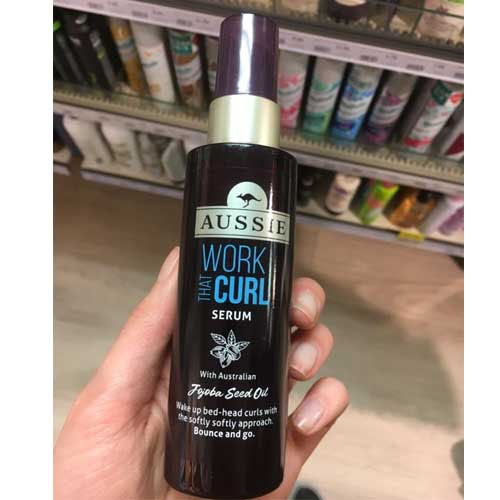 AUSSIE
WORK
THAT CURL
SERUM
With Australian
Jojoba Seed Oil
Wake up bed-head curls with
the softly softly approach.
Bounce and go.